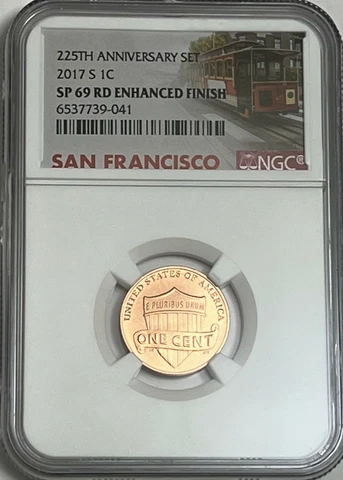 225TH ANNIVERSARY SET
2017 S 1C
SP 69 RD ENHANCED FINISH
6537739-041
SAN FRANCISCO
NGC
UNITED STATES OF AMERICA
E PLURIBUS UNUM
ONE CENT